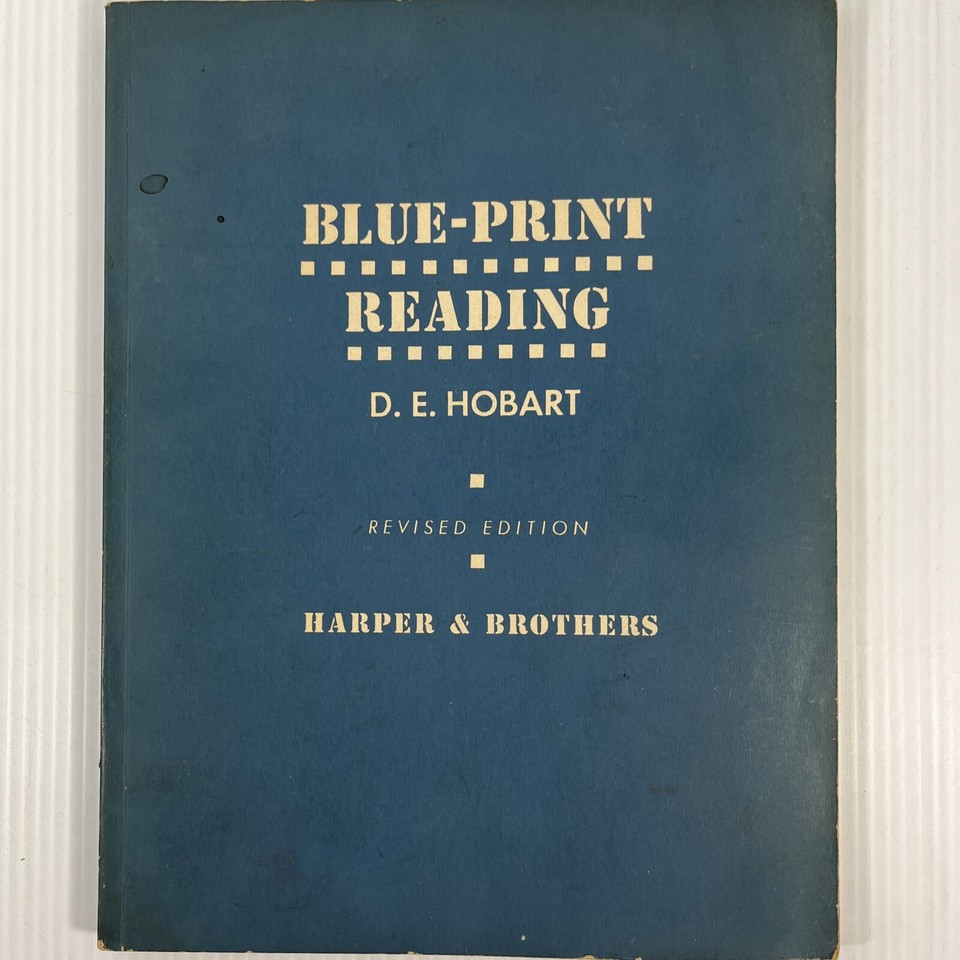 BLUE-PRINT
READING
D. E. HOBART
REVISED EDITION
HARPER & BROTHERS